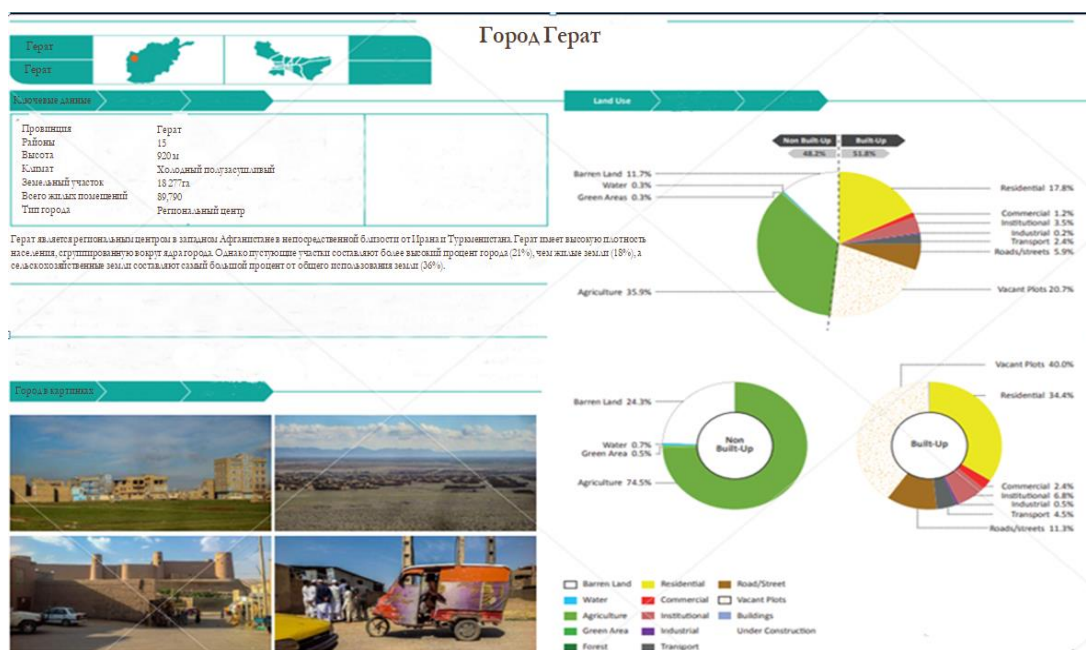 Город Герат
Герат
Герат
Ключевые данные
Провинция Герат
Районы 15
Высота 920 м
Климат Холодный полузасушливый
Земельный участок 18.277га
Всего жилых помещений 89,790
Тип города Региональный центр
Герат является региональным центром в западном Афганистане в непосредственной близости от Ирана и Туркменистана. Герат имеет высокую плотность
населения, сгруппированную вокруг ядра города. Однако пустующие участки составляют более высокий процент города (21%), чем жилые земли (18%), а
сельскохозяйственные земли составляют самый большой процент от общего использования земли (36%).
Город в картинках
Land Use
Non Built-Up Built-Up
48.2% 51.8%
Barren Land 11.7%
Water 0.3%
Green Areas 0.3%
Agriculture 35.9%
Residential 17.8%
Commercial 1.2%
Institutional 3.5%
Industrial 0.2%
Transport 2.4%
Roads/streets 5.9%
Vacant Plots 20.7%
Barren Land 24.3%
Water 0.7%
Green Area 0.5%
Agriculture 74.5%
Non
Built-Up
Vacant Plots 40.0%
Residential 34.4%
Built-Up
Commercial 2.4%
Institutional 6.8%
Industrial 0.5%
Transport 4.5%
Roads/streets 11.3%
Barren Land Residential Road/Street
Water Commercial Vacant Plots
Agriculture Institutional Buildings
Green Area Industrial Under Construction
Forest Transport